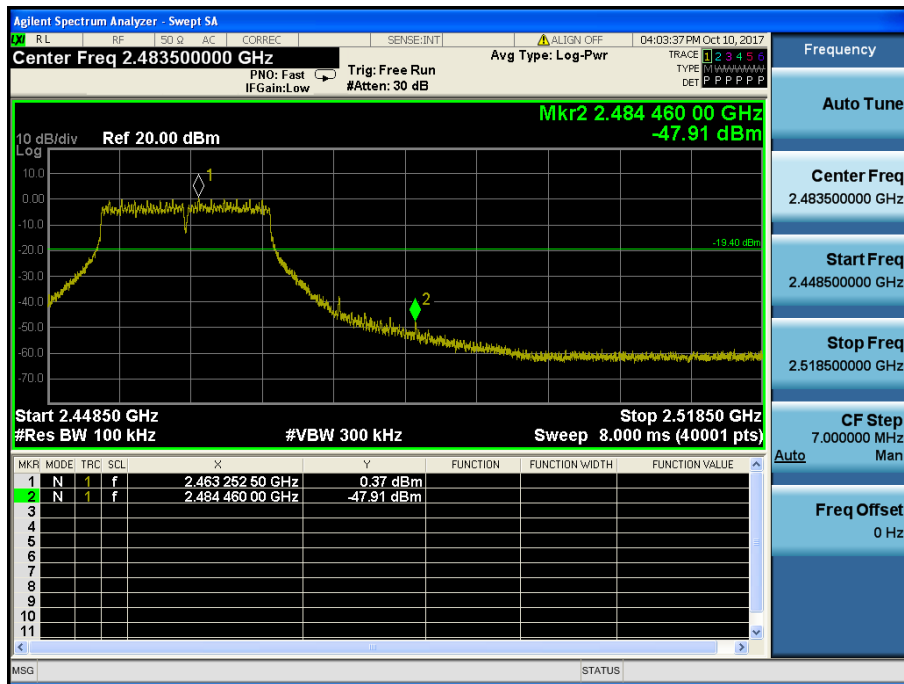 Agilent Spectrum Analyzer - Swept SA
LXI RL RF 50 Ω AC CORREC SENSE:INT ALIGN OFF 04:03:37 PM Oct 10, 2017
Center Freq 2.483500000 GHz
PNO: Fast
IFGain:Low
Trig: Free Run
#Atten: 30 dB
Avg Type: Log-Pwr
TRACE 1 2 3 4 5 6
TYPE M WWWWW
DET P P P P P P
Mkr2 2.484 460 00 GHz
-47.91 dBm
10 dB/div Ref 20.00 dBm
Log
10.0
0.00
-10.0
-20.0
-30.0
-40.0
-50.0
-60.0
-70.0
1
-19.40 dBm
2
Start 2.44850 GHz Stop 2.51850 GHz
#Res BW 100 kHz #VBW 300 kHz Sweep 8.000 ms (40001 pts)
MKR MODE TRC SCL X Y FUNCTION FUNCTION WIDTH FUNCTION VALUE
1 N 1 f 2.463 252 50 GHz 0.37 dBm
2 N 1 f 2.484 460 00 GHz -47.91 dBm
3
4
5
6
7
8
9
10
11
MSG STATUS
Frequency
Auto Tune
Center Freq
2.483500000 GHz
Start Freq
2.448500000 GHz
Stop Freq
2.518500000 GHz
CF Step
7.000000 MHz
Auto Man
Freq Offset
0 Hz